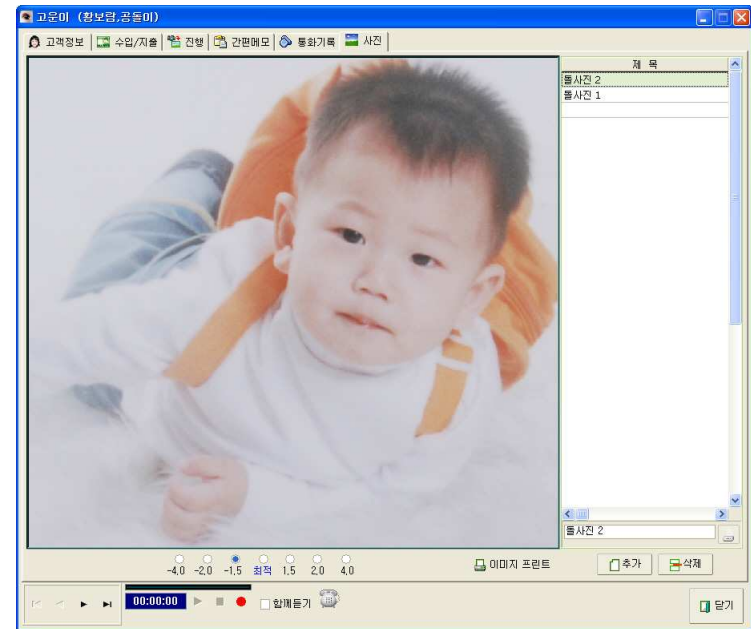 고운미 (황보람,공돌미)
고객정보 수입/지출 진행 간편메모 통화기록 사진
제 목
돌사진 2
돌사진 1
돌사진 2
-4,0 -2,0 -1,5 최적 1,5 2,0 4,0
이미지 프린트
추가 삭제
00:00:00
함께듣기
닫기